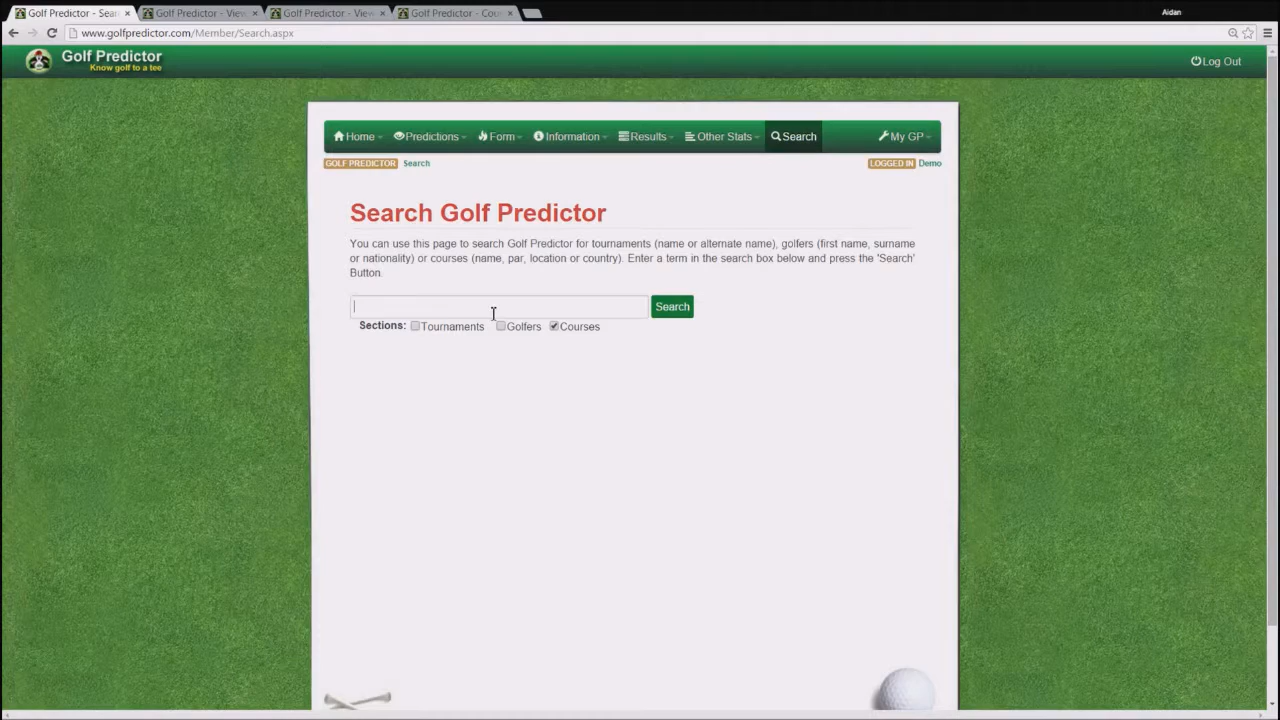 Golf Predictor - Sear
Golf Predictor - View
Golf Predictor - View
Golf Predictor - Cou
Aidan
www.golfpredictor.com/Member/Search.aspx
Golf Predictor
Know golf to a tee
Log Out
Home
Predictions
Form
Information
Results
Other Stats
Search
My GP
GOLF PREDICTOR Search
LOGGED IN Demo
Search Golf Predictor
You can use this page to search Golf Predictor for tournaments (name or alternate name), golfers (first name, surname
or nationality) or courses (name, par, location or country). Enter a term in the search box below and press the 'Search'
Button.
Search
Sections: Tournaments Golfers Courses